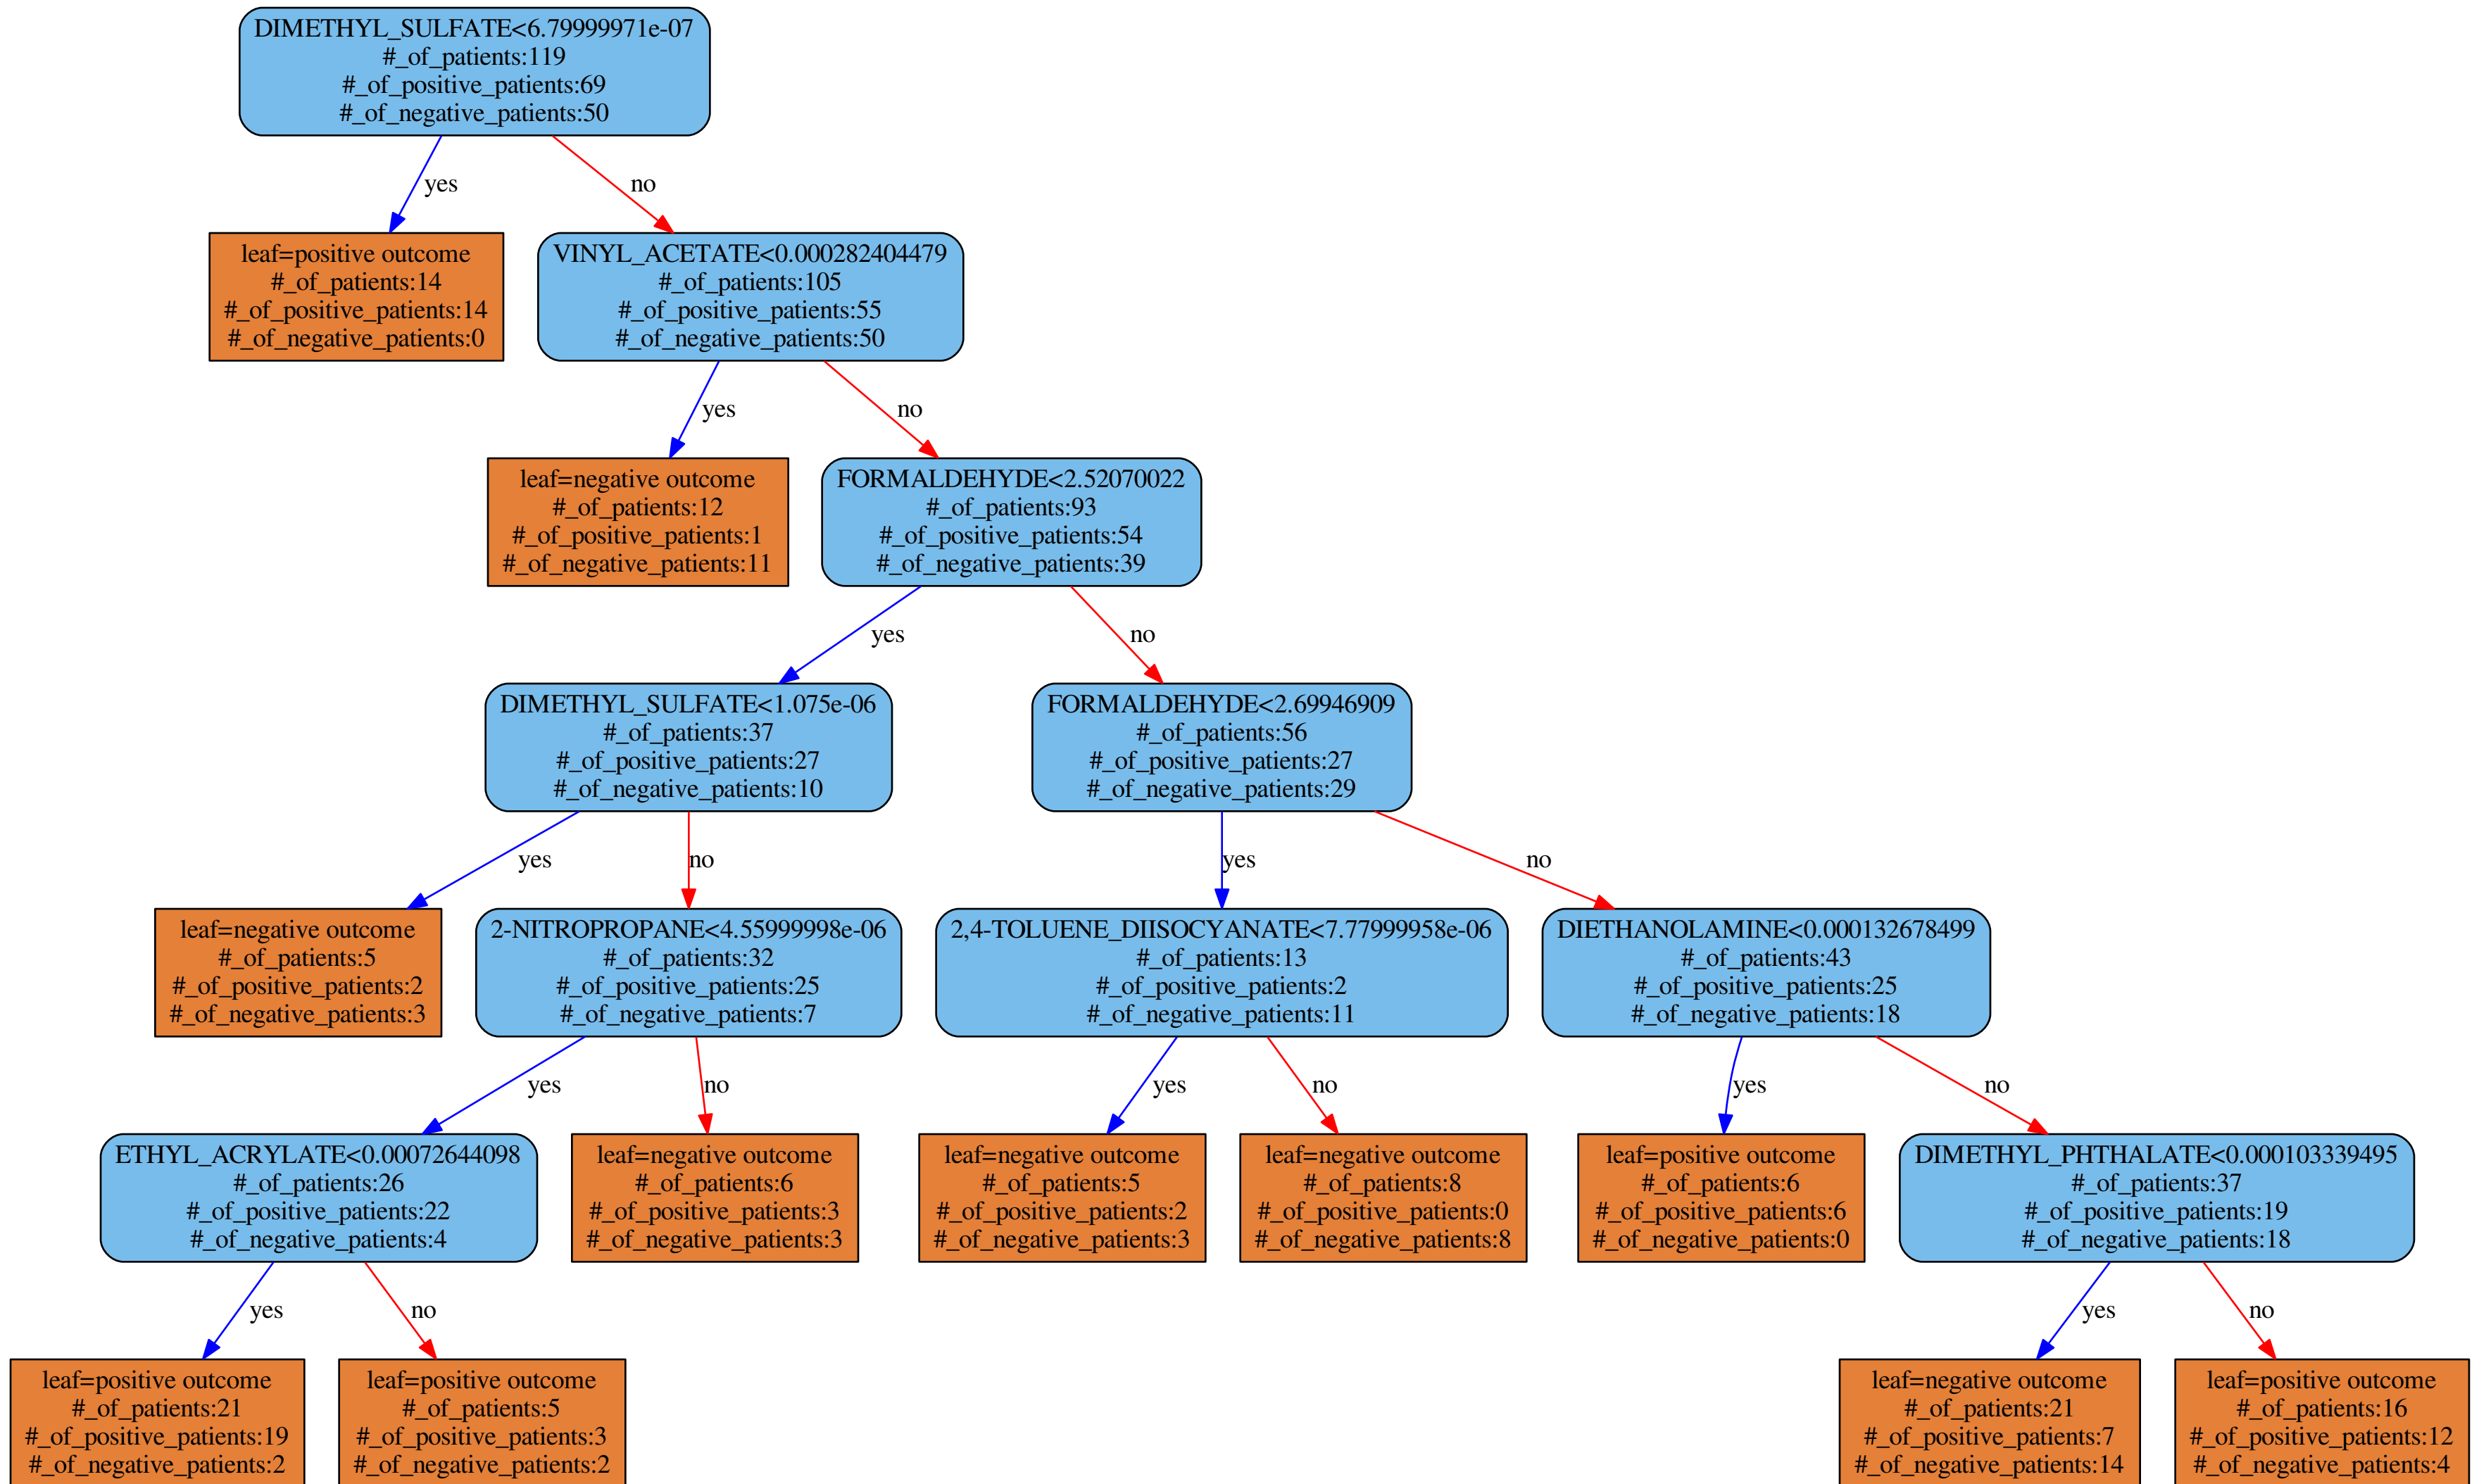 DIMETHYL_SULFATE<6.79999971e-07
#_of_patients:119
#_of_positive_patients:69
#_of_negative_patients:50
yes
no
leaf=positive outcome
#_of_patients:14
#_of_positive_patients:14
#_of_negative_patients:0
VINYL_ACETATE<0.000282404479
#_of_patients:105
#_of_positive_patients:55
#_of_negative_patients:50
yes
no
leaf=negative outcome
#_of_patients:12
#_of_positive_patients:1
#_of_negative_patients:11
FORMALDEHYDE<2.52070022
#_of_patients:93
#_of_positive_patients:54
#_of_negative_patients:39
yes
no
DIMETHYL_SULFATE<1.075e-06
#_of_patients:37
#_of_positive_patients:27
#_of_negative_patients:10
FORMALDEHYDE<2.69946909
#_of_patients:56
#_of_positive_patients:27
#_of_negative_patients:29
yes
no
yes
no
leaf=negative outcome
#_of_patients:5
#_of_positive_patients:2
#_of_negative_patients:3
2-NITROPROPANE<4.55999998e-06
#_of_patients:32
#_of_positive_patients:25
#_of_negative_patients:7
2,4-TOLUENE_DIISOCYANATE<7.77999958e-06
#_of_patients:13
#_of_positive_patients:2
#_of_negative_patients:11
DIETHANOLAMINE<0.000132678499
#_of_patients:43
#_of_positive_patients:25
#_of_negative_patients:18
yes
no
yes
no
yes
no
ETHYL_ACRYLATE<0.00072644098
#_of_patients:26
#_of_positive_patients:22
#_of_negative_patients:4
leaf=negative outcome
#_of_patients:6
#_of_positive_patients:3
#_of_negative_patients:3
leaf=negative outcome
#_of_patients:5
#_of_positive_patients:2
#_of_negative_patients:3
leaf=negative outcome
#_of_patients:8
#_of_positive_patients:0
#_of_negative_patients:8
leaf=positive outcome
#_of_patients:6
#_of_positive_patients:6
#_of_negative_patients:0
DIMETHYL_PHTHALATE<0.000103339495
#_of_patients:37
#_of_positive_patients:19
#_of_negative_patients:18
yes
no
yes
no
leaf=positive outcome
#_of_patients:21
#_of_positive_patients:19
#_of_negative_patients:2
leaf=positive outcome
#_of_patients:5
#_of_positive_patients:3
#_of_negative_patients:2
leaf=negative outcome
#_of_patients:21
#_of_positive_patients:7
#_of_negative_patients:14
leaf=positive outcome
#_of_patients:16
#_of_positive_patients:12
#_of_negative_patients:4